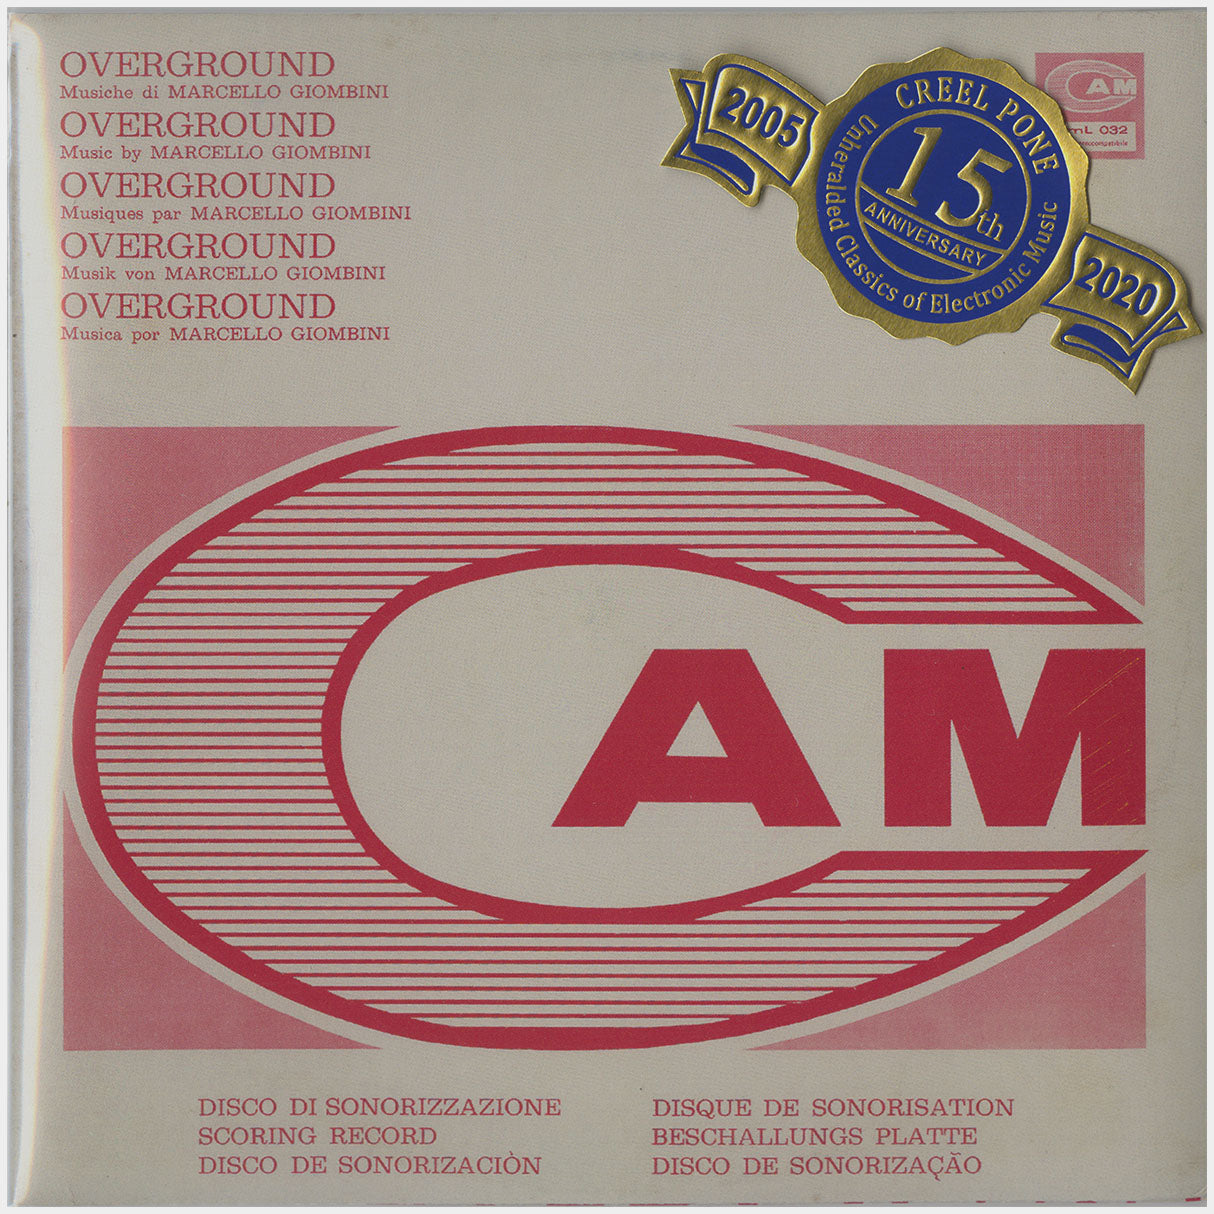 OVERGROUND
Musiche di MARCELLO GIOMBINI
OVERGROUND
Music by MARCELLO GIOMBINI
OVERGROUND
Musiques par MARCELLO GIOMBINI
OVERGROUND
Musik von MARCELLO GIOMBINI
OVERGROUND
Musica por MARCELLO GIOMBINI
CAM
mL 032
2005
CREEL PONE
15th
ANNIVERSARY
Unheralded Classics of Electronic Music
2020
CAM
DISCO DI SONORIZZAZIONE
SCORING RECORD
DISCO DE SONORIZACIÒN
DISQUE DE SONORISATION
BESCHALLUNGS PLATTE
DISCO DE SONORIZAÇÃO